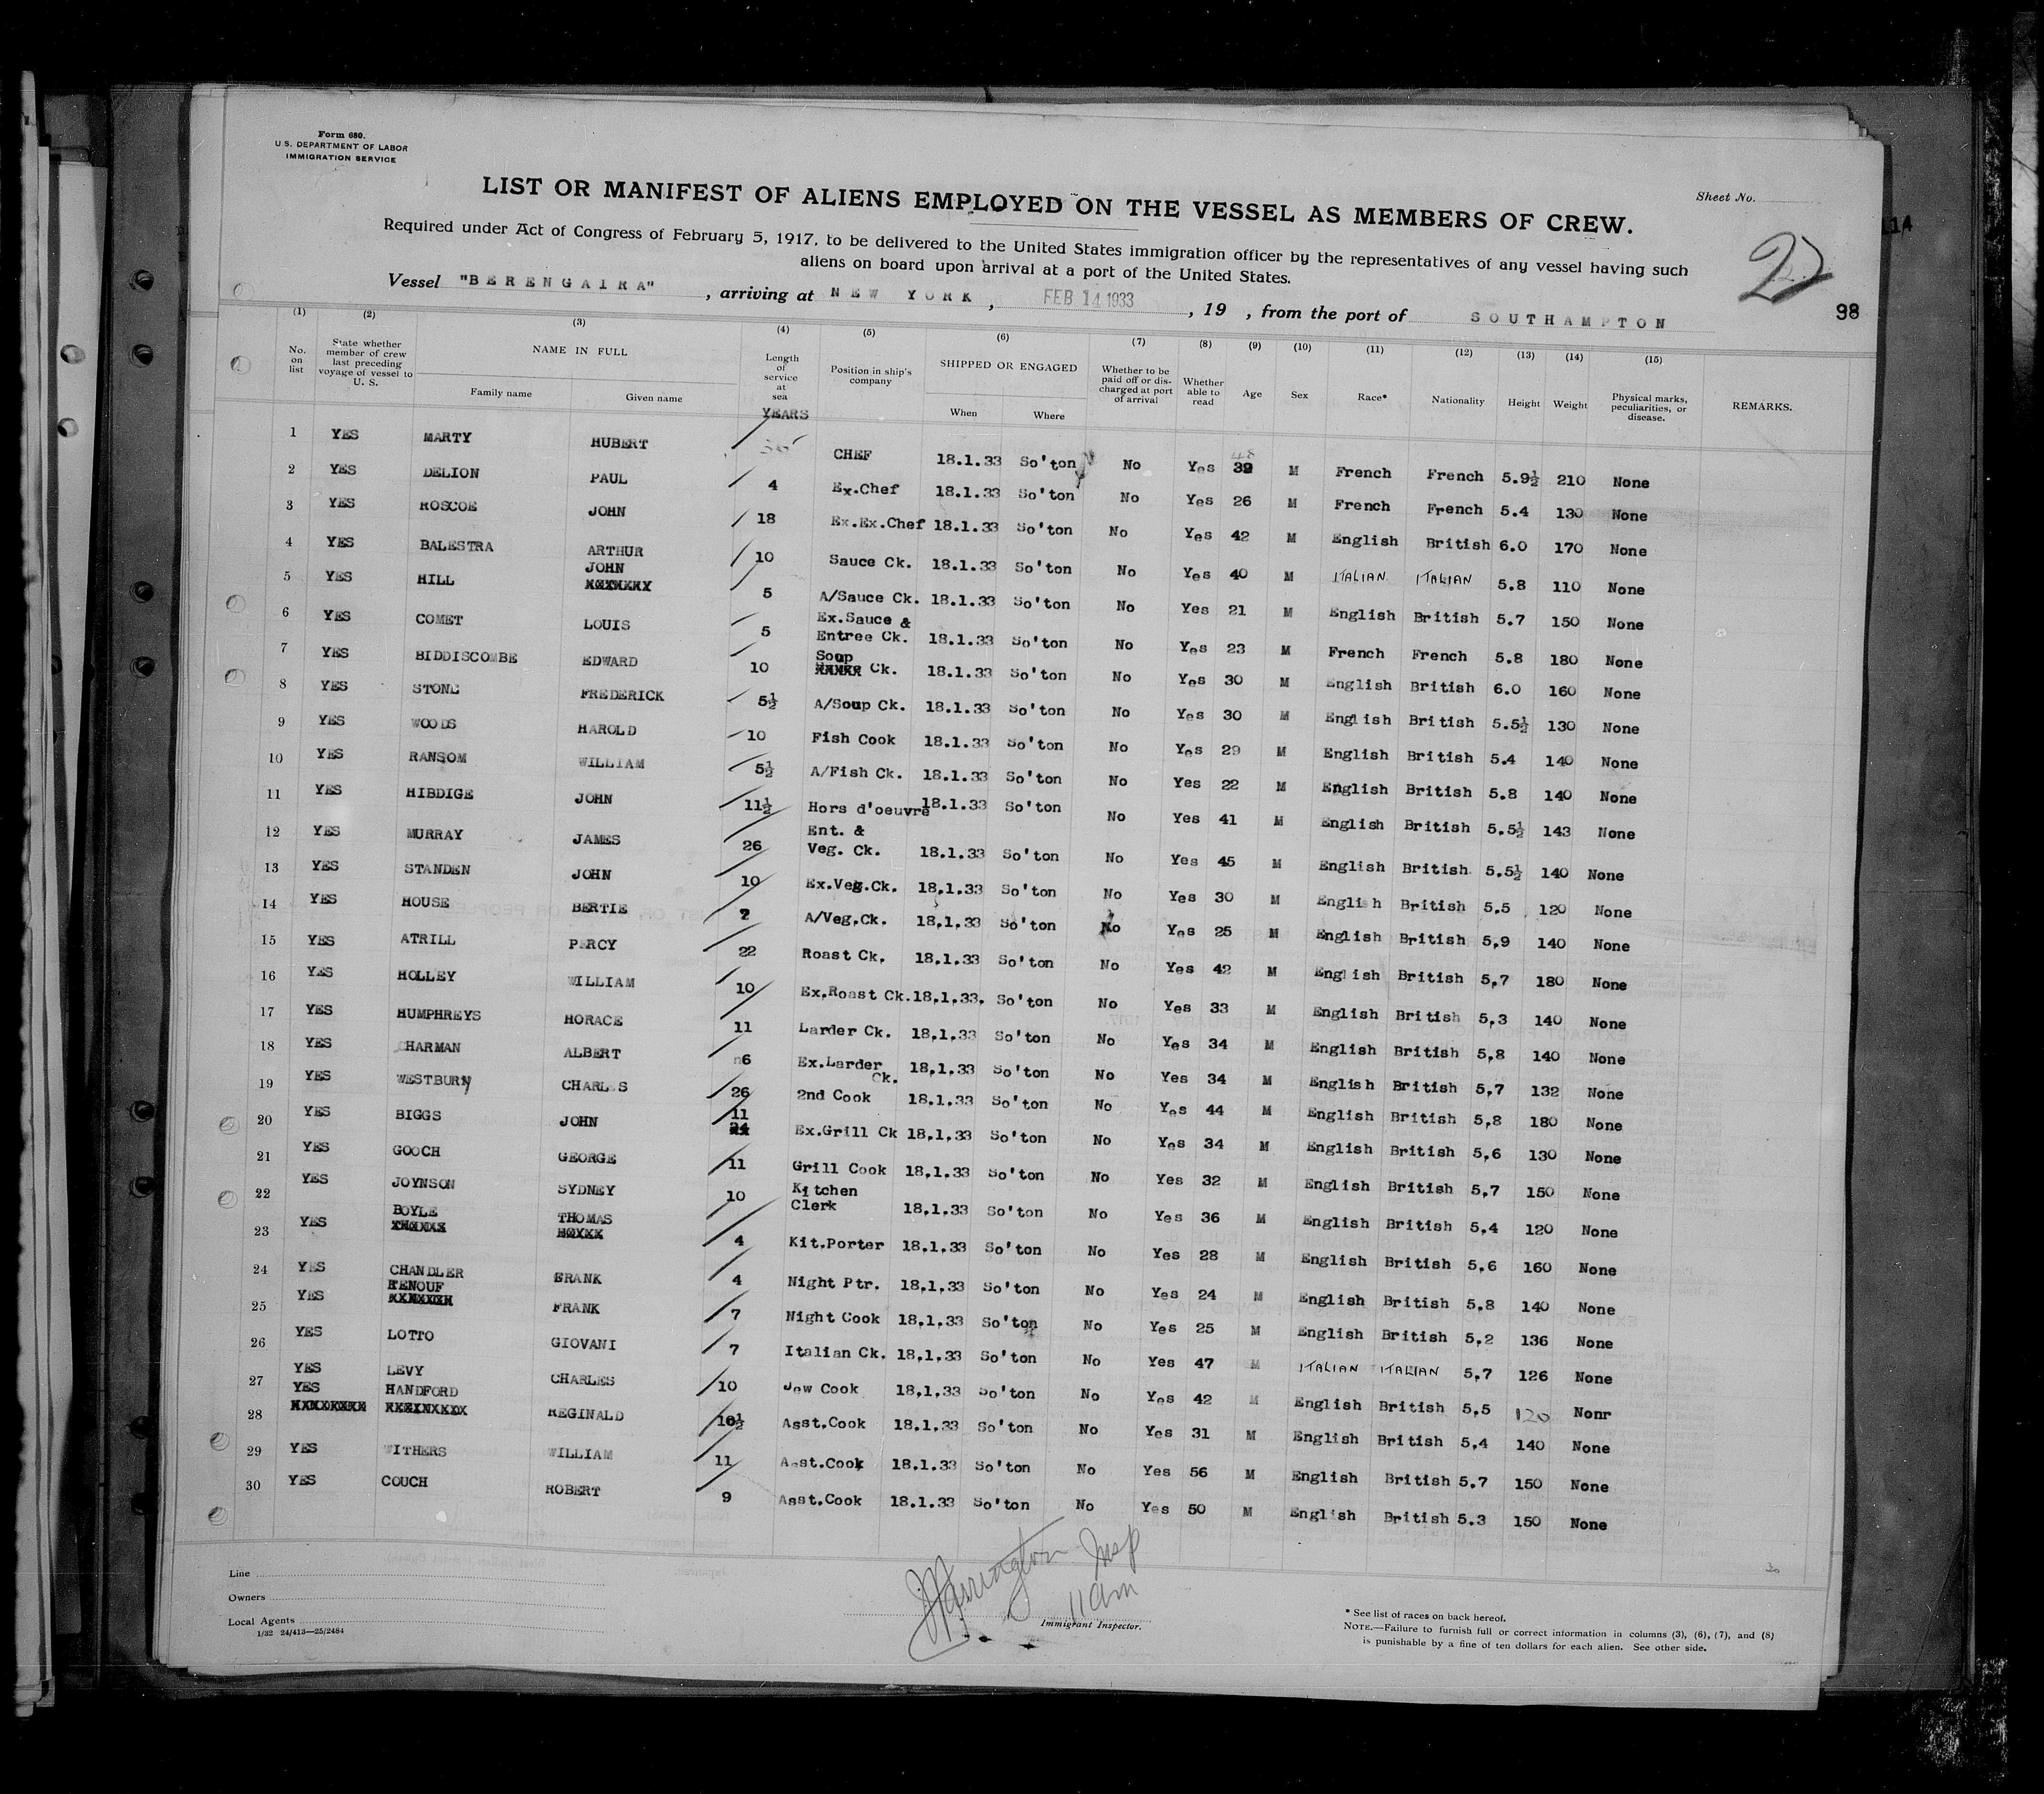 Form 680.
U.S. DEPARTMENT OF LABOR
IMMIGRATION SERVICE
LIST OR MANIFEST OF ALIENS EMPLOYED ON THE VESSEL AS MEMBERS OF CREW.
Sheet No.
Required under Act of Congress of February 5, 1917, to be delivered to the United States immigration officer by the representatives of any vessel having such
aliens on board upon arrival at a port of the United States.
114
Vessel "BERENGAIRA", arriving at NEW YORK, FEB 14 1933, 19 , from the port of SOUTHAMPTON
98
(1) (2) (3) (4) (5) (6) (7) (8) (9) (10) (11) (12) (13) (14) (15)
No. on list State whether member of crew last preceding voyage of vessel to U. S. NAME IN FULL Family name Given name Length of service at sea YEARS Position in ship's company SHIPPED OR ENGAGED When Where Whether to be paid off or discharged at port of arrival Whether able to read Age Sex Race* Nationality Height Weight Physical marks, peculiarities, or disease. REMARKS.
1 YES MARTY HUBERT CHEF 18.1.33 So'ton No Yes 39 48 M French French 5.9½ 210 None
2 YES DELION PAUL 4 Ex.Chef 18.1.33 So'ton No Yes 26 M French French 5.4 130 None
3 YES ROSCOE JOHN 18 Ex.Ex.Chef 18.1.33 So'ton No Yes 42 M English British 6.0 170 None
4 YES BALESTRA ARTHUR 10 Sauce Ck. 18.1.33 So'ton No Yes 40 M ITALIAN ITALIAN 5.8 110 None
5 YES HILL JOHN 5 A/Sauce Ck. 18.1.33 So'ton No Yes 21 M English British 5.7 150 None
6 YES COMET LOUIS 5 Ex.Sauce & Entree Ck. 18.1.33 So'ton No Yes 23 M French French 5.8 180 None
7 YES BIDDISCOMBE EDWARD 10 Soup Ck. 18.1.33 So'ton No Yes 30 M English British 6.0 160 None
8 YES STONE FREDERICK 5½ A/Soup Ck. 18.1.33 So'ton No Yes 30 M English British 5.5½ 130 None
9 YES WOODS HAROLD 10 Fish Cook 18.1.33 So'ton No Yes 29 M English British 5.4 140 None
10 YES RANSOM WILLIAM 5½ A/Fish Ck. 18.1.33 So'ton No Yes 22 M English British 5.8 140 None
11 YES HIBDIGE JOHN 11½ Hors d'oeuvre 18.1.33 So'ton No Yes 41 M English British 5.5½ 143 None
12 YES MURRAY JAMES 26 Ent. & Veg. Ck. 18.1.33 So'ton No Yes 45 M English British 5.5½ 140 None
13 YES STANDEN JOHN 10 Ex.Veg.Ck. 18.1.33 So'ton No Yes 30 M English British 5.5 120 None
14 YES HOUSE BERTIE 2 A/Veg.Ck. 18.1.33 So'ton No Yes 25 M English British 5.9 140 None
15 YES ATRILL PERCY 22 Roast Ck. 18.1.33 So'ton No Yes 42 M English British 5.7 180 None
16 YES HOLLEY WILLIAM 10 Ex.Roast Ck. 18.1.33. So'ton No Yes 33 M English British 5.3 140 None
17 YES HUMPHREYS HORACE 11 Larder Ck. 18.1.33 So'ton No Yes 34 M English British 5.8 140 None
18 YES CHARMAN ALBERT 6 Ex.Larder Ck. 18.1.33 So'ton No Yes 34 M English British 5.7 132 None
19 YES WESTBURY CHARLES 26 2nd Cook 18.1.33 So'ton No Yes 44 M English British 5.8 180 None
20 YES BIGGS JOHN 11 Ex.Grill Ck 18.1.33 So'ton No Yes 34 M English British 5.6 130 None
21 YES GOOCH GEORGE 11 Grill Cook 18.1.33 So'ton No Yes 32 M English British 5.7 150 None
22 YES JOYNSON SYDNEY 10 Kitchen Clerk 18.1.33 So'ton No Yes 36 M English British 5.4 120 None
23 YES BOYLE THOMAS 4 Kit.Porter 18.1.33 So'ton No Yes 28 M English British 5.6 160 None
24 YES CHANDLER FRANK 4 Night Ptr. 18.1.33 So'ton No Yes 24 M English British 5.8 140 None
25 YES RENOUF FRANK 7 Night Cook 18.1.33 So'ton No Yes 25 M English British 5.2 136 None
26 YES LOTTO GIOVANI 7 Italian Ck. 18.1.33 So'ton No Yes 47 M ITALIAN ITALIAN 5.7 126 None
27 YES LEVY CHARLES 10 Jew Cook 18.1.33 So'ton No Yes 42 M English British 5.5 120 Nonr
28 YES HANDFORD REGINALD 10½ Asst.Cook 18.1.33 So'ton No Yes 31 M English British 5.4 140 None
29 YES WITHERS WILLIAM 11 Asst.Cook 18.1.33 So'ton No Yes 56 M English British 5.7 150 None
30 YES COUCH ROBERT 9 Asst.Cook 18.1.33 So'ton No Yes 50 M English British 5.3 150 None
Line
Owners
Local Agents
1/32 24/413—25/2484
Insp
11am
Immigrant Inspector.
30
* See list of races on back hereof.
NOTE.—Failure to furnish full or correct information in columns (3), (6), (7), and (8)
is punishable by a fine of ten dollars for each alien. See other side.